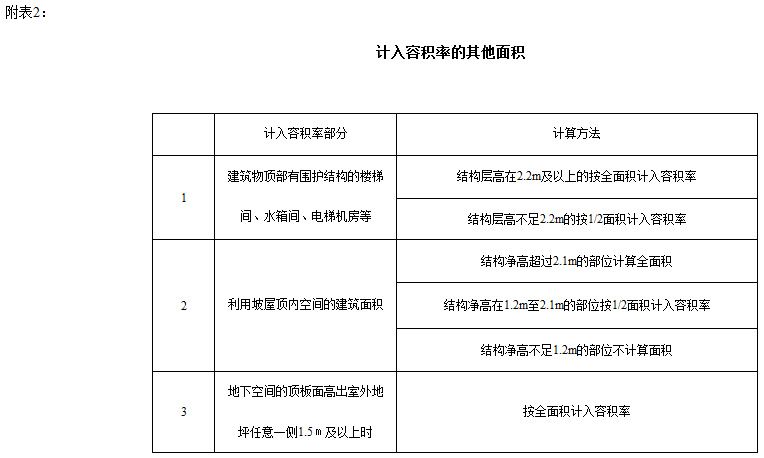 附表2：
计入容积率的其他面积
计入容积率部分 计算方法
1 建筑物顶部有围护结构的楼梯
间、水箱间、电梯机房等
结构层高在2.2m及以上的按全面积计入容积率
结构层高不足2.2m的按1/2面积计入容积率
2 利用坡屋顶内空间的建筑面积
结构净高超过2.1m的部位计算全面积
结构净高在1.2m至2.1m的部位按1/2面积计入容积率
结构净高不足1.2m的部位不计算面积
3 地下空间的顶板面高出室外地
坪任意一侧1.5m及以上时
按全面积计入容积率